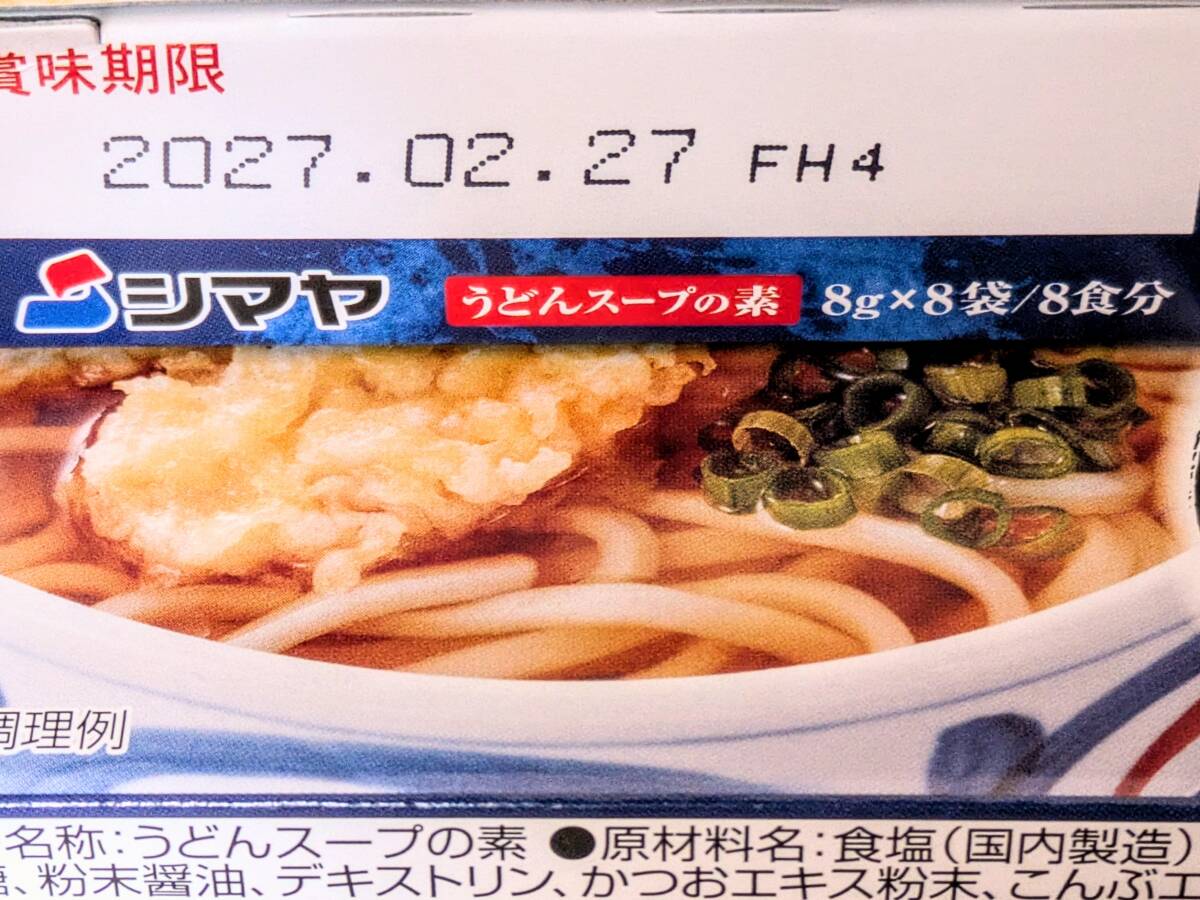 賞味期限
2027.02.27 FH4
シマヤ うどんスープの素 8g×8袋/8食分
調理例
名称:うどんスープの素 ●原材料名:食塩(国内製造)
糖、粉末醤油、デキストリン、かつおエキス粉末、こんぶエ